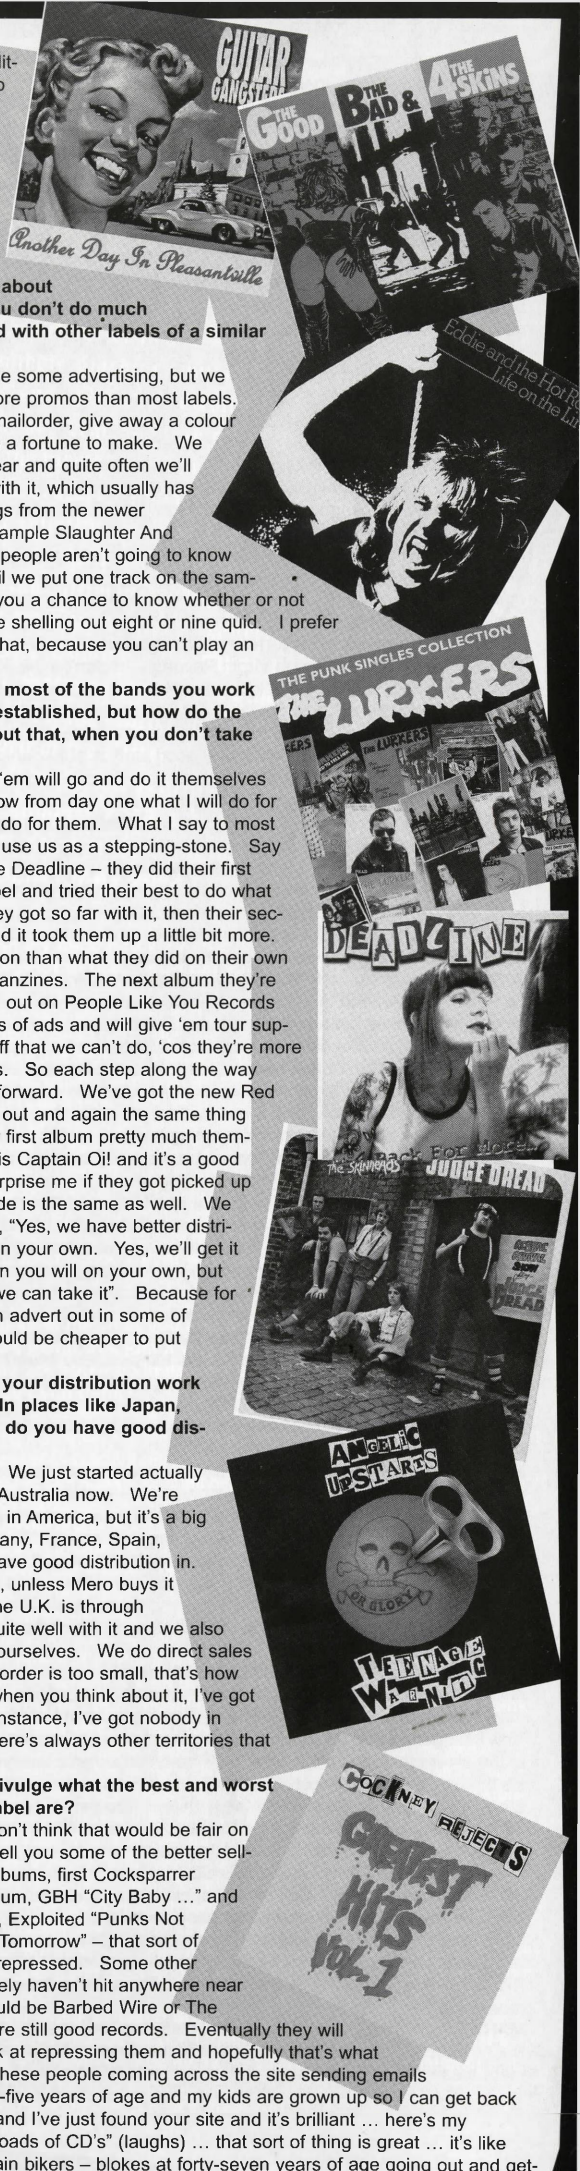 lit-
o
GUITAR
GANGSTERS
Another Day In Pleasantville
THE GOOD
THE BAD &
THE 4 SKINS
about
u don't do much
d with other labels of a similar
Eddie and the Hot Ro
Life on the Lin
e some advertising, but we
ore promos than most labels.
nailorder, give away a colour
a fortune to make. We
ear and quite often we'll
ith it, which usually has
gs from the newer
ample Slaughter And
people aren't going to know
il we put one track on the sam-
you a chance to know whether or not
e shelling out eight or nine quid. I prefer
hat, because you can't play an
THE PUNK SINGLES COLLECTION
THE LURKERS
most of the bands you work
established, but how do the
out that, when you don't take
'em will go and do it themselves
ow from day one what I will do for
do for them. What I say to most
use us as a stepping-stone. Say
e Deadline – they did their first
bel and tried their best to do what
ey got so far with it, then their sec-
d it took them up a little bit more.
on than what they did on their own
anzines. The next album they're
out on People Like You Records
s of ads and will give 'em tour sup-
ff that we can't do, 'cos they're more
s. So each step along the way
forward. We've got the new Red
out and again the same thing
first album pretty much them-
is Captain Oi! and it's a good
rprise me if they got picked up
de is the same as well. We
, "Yes, we have better distri-
n your own. Yes, we'll get it
n you will on your own, but
we can take it". Because for
n advert out in some of
ould be cheaper to put
DEADLINE
Back For More
The SKINHEADS
JUDGE DREAD
SHOW
JUDGE
DREAD
your distribution work
In places like Japan,
do you have good dis-
We just started actually
Australia now. We're
in America, but it's a big
any, France, Spain,
ave good distribution in.
, unless Mero buys it
he U.K. is through
uite well with it and we also
ourselves. We do direct sales
order is too small, that's how
when you think about it, I've got
nstance, I've got nobody in
ere's always other territories that
ANGELIC
UPSTARTS
OR GLORY
TEENAGE
WARNING
ivulge what the best and worst
abel are?
on't think that would be fair on
ell you some of the better sell-
lbums, first Cocksparrer
um, GBH "City Baby ..." and
, Exploited "Punks Not
Tomorrow" – that sort of
repressed. Some other
ely haven't hit anywhere near
uld be Barbed Wire or The
re still good records. Eventually they will
k at repressing them and hopefully that's what
hese people coming across the site sending emails
-five years of age and my kids are grown up so I can get back
and I've just found your site and it's brilliant ... here's my
oads of CD's" (laughs) ... that sort of thing is great ... it's like
ain bikers – blokes at forty-seven years of age going out and get-
COCKNEY REJECTS
GREATEST
HITS
VOL. 1